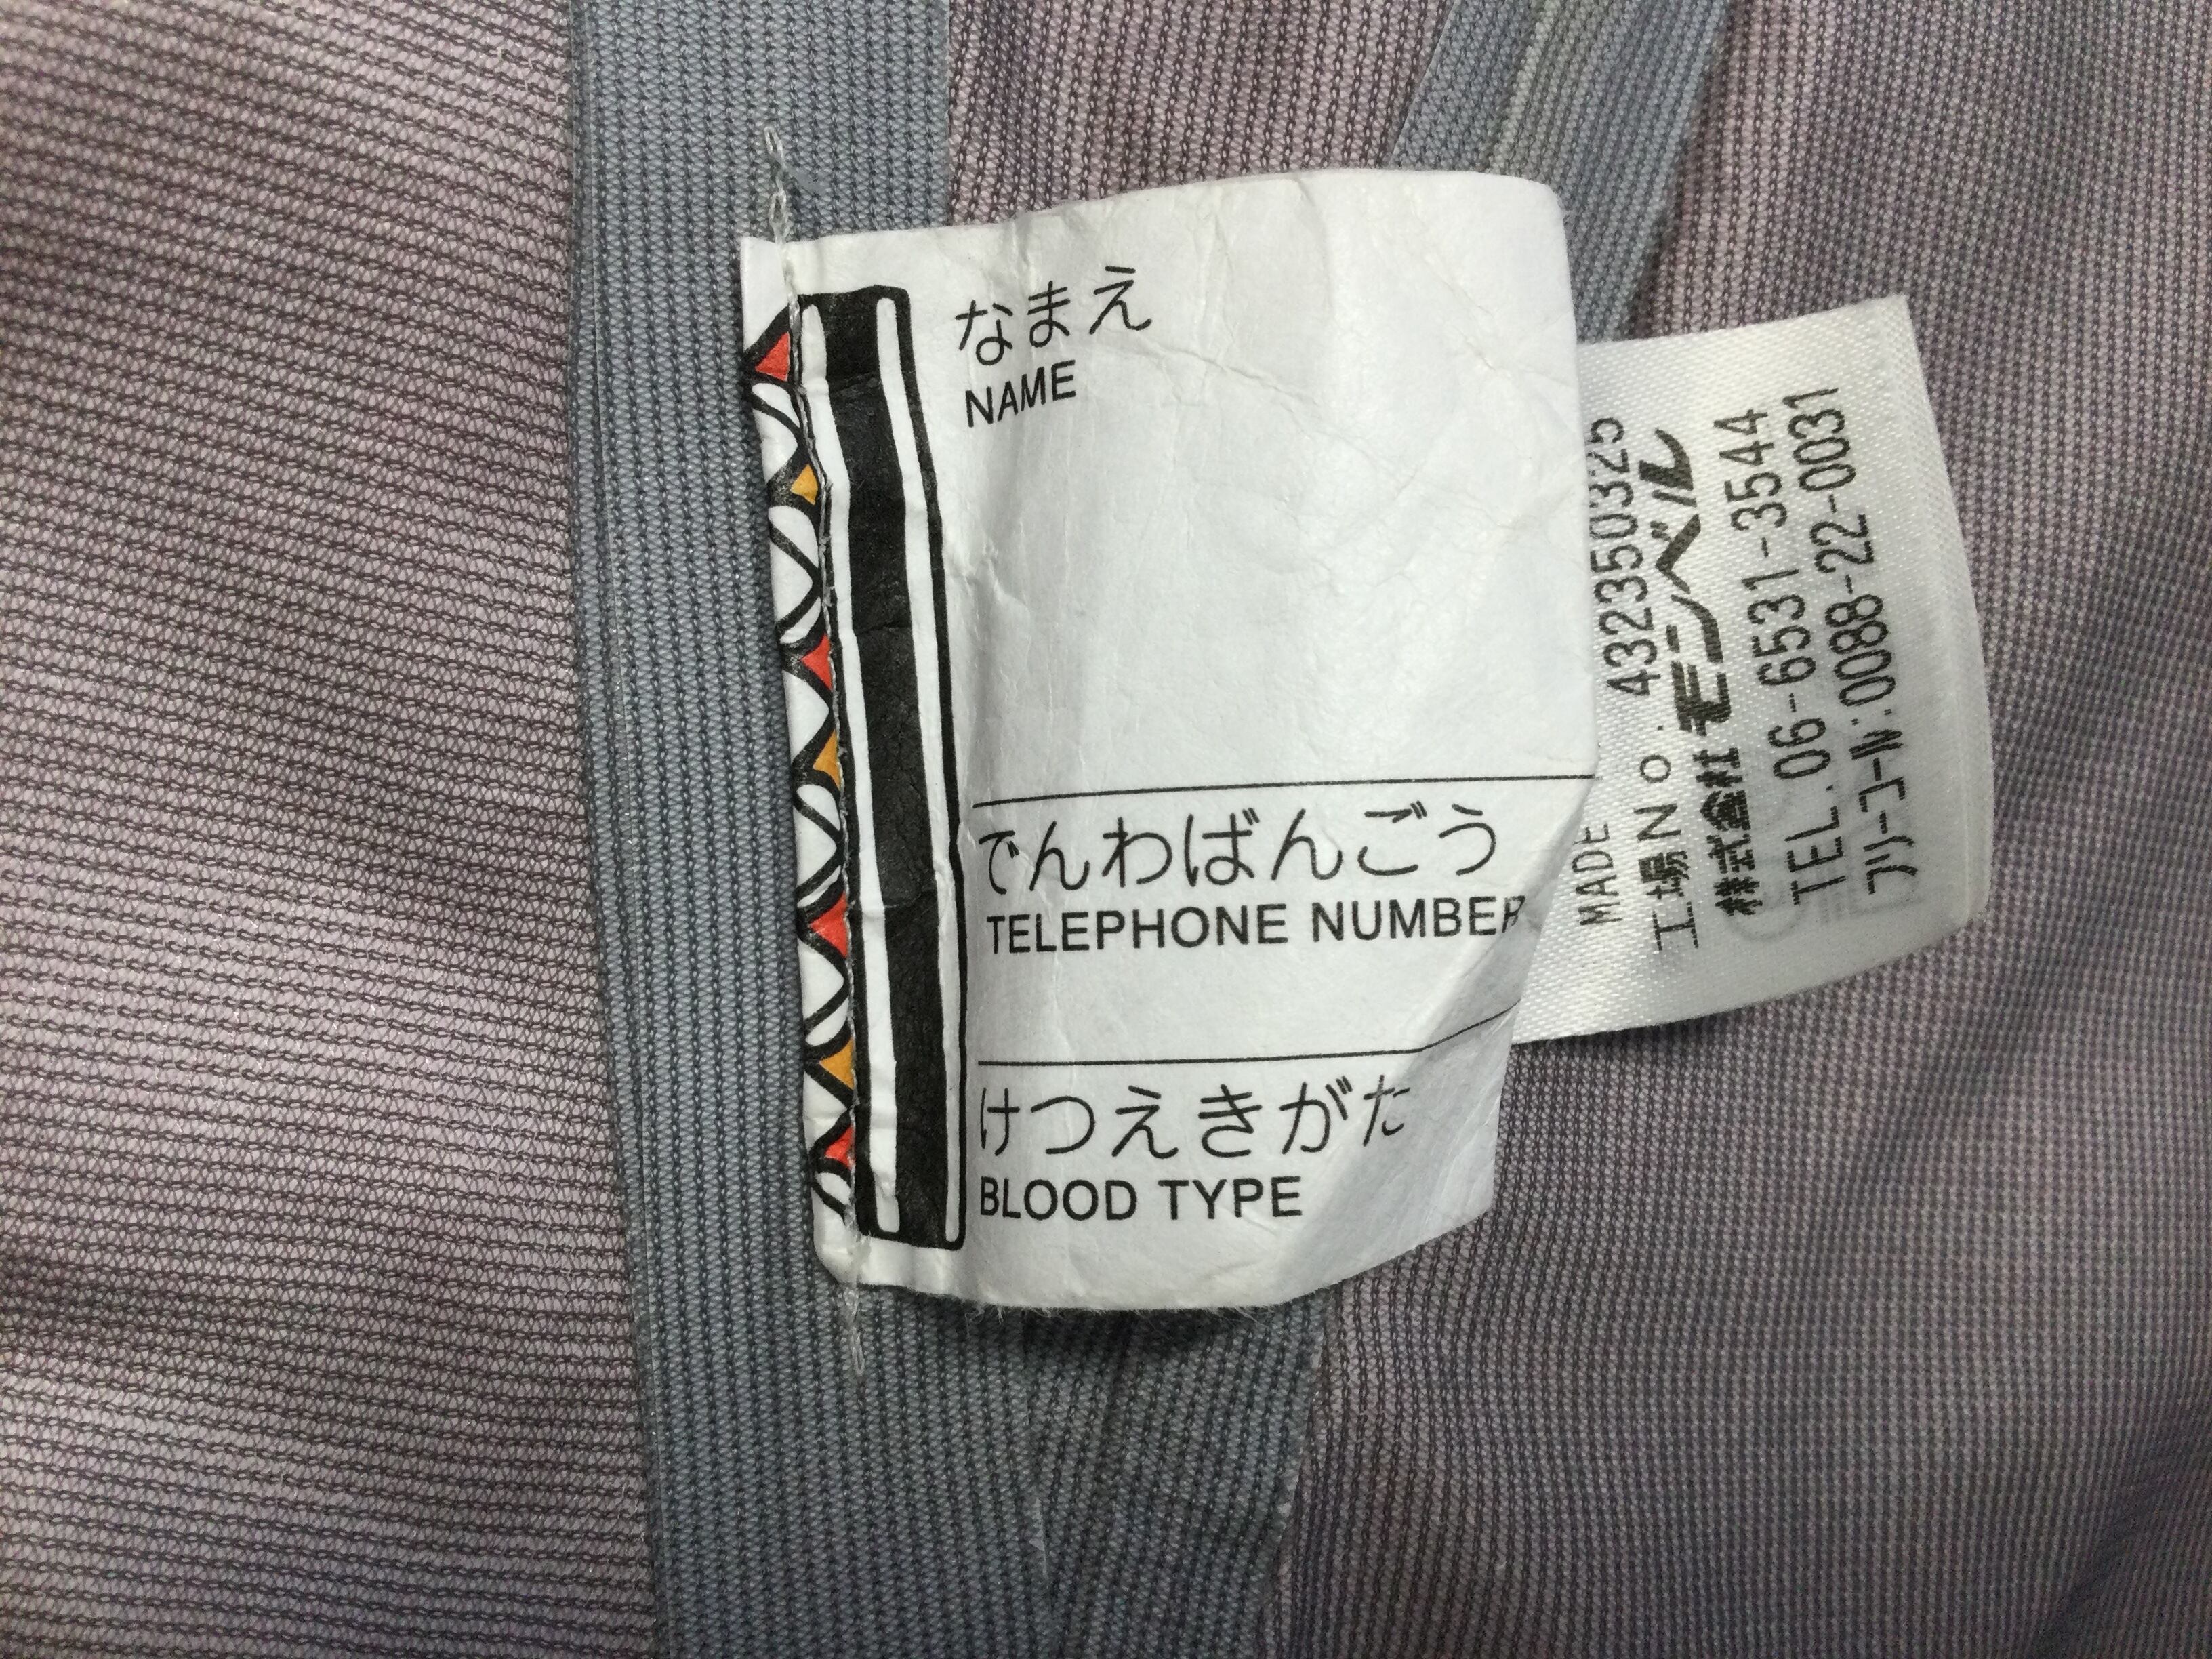 なまえ
NAME
でんわばんごう
TELEPHONE NUMBER
けつえきがた
BLOOD TYPE
MADE
工場No. 4323550325
株式会社モンベル
TEL.06-6531-3544
フリーコール:0088-22-0031